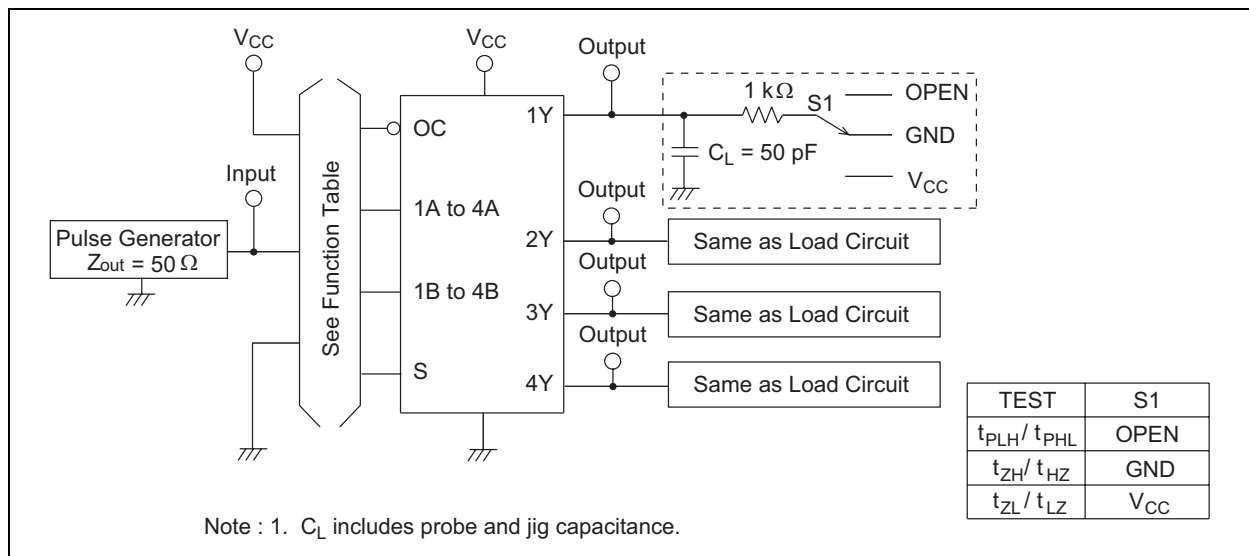 VCC
VCC
Output
1 kΩ
S1
OPEN
GND
VCC
1Y
OC
CL = 50 pF
Input
See Function Table
1A to 4A
Output
Pulse Generator
Zout = 50 Ω
2Y
Same as Load Circuit
Output
1B to 4B
3Y
Same as Load Circuit
Output
S
4Y
Same as Load Circuit
TEST S1
tPLH / tPHL OPEN
tZH / tHZ GND
tZL / tLZ VCC
Note : 1. CL includes probe and jig capacitance.